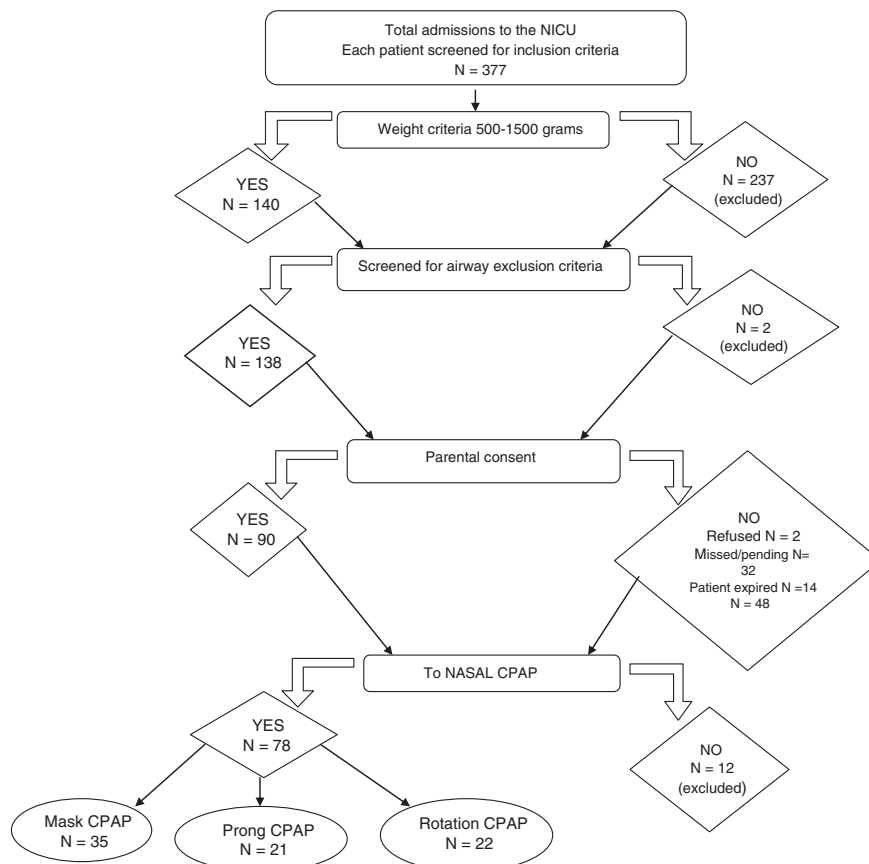 Total admissions to the NICU
Each patient screened for inclusion criteria
N = 377
Weight criteria 500-1500 grams
YES
N = 140
NO
N = 237
(excluded)
Screened for airway exclusion criteria
YES
N = 138
NO
N = 2
(excluded)
Parental consent
YES
N = 90
NO
Refused N = 2
Missed/pending N=
32
Patient expired N =14
N = 48
To NASAL CPAP
YES
N = 78
NO
N = 12
(excluded)
Mask CPAP
N = 35
Prong CPAP
N = 21
Rotation CPAP
N = 22